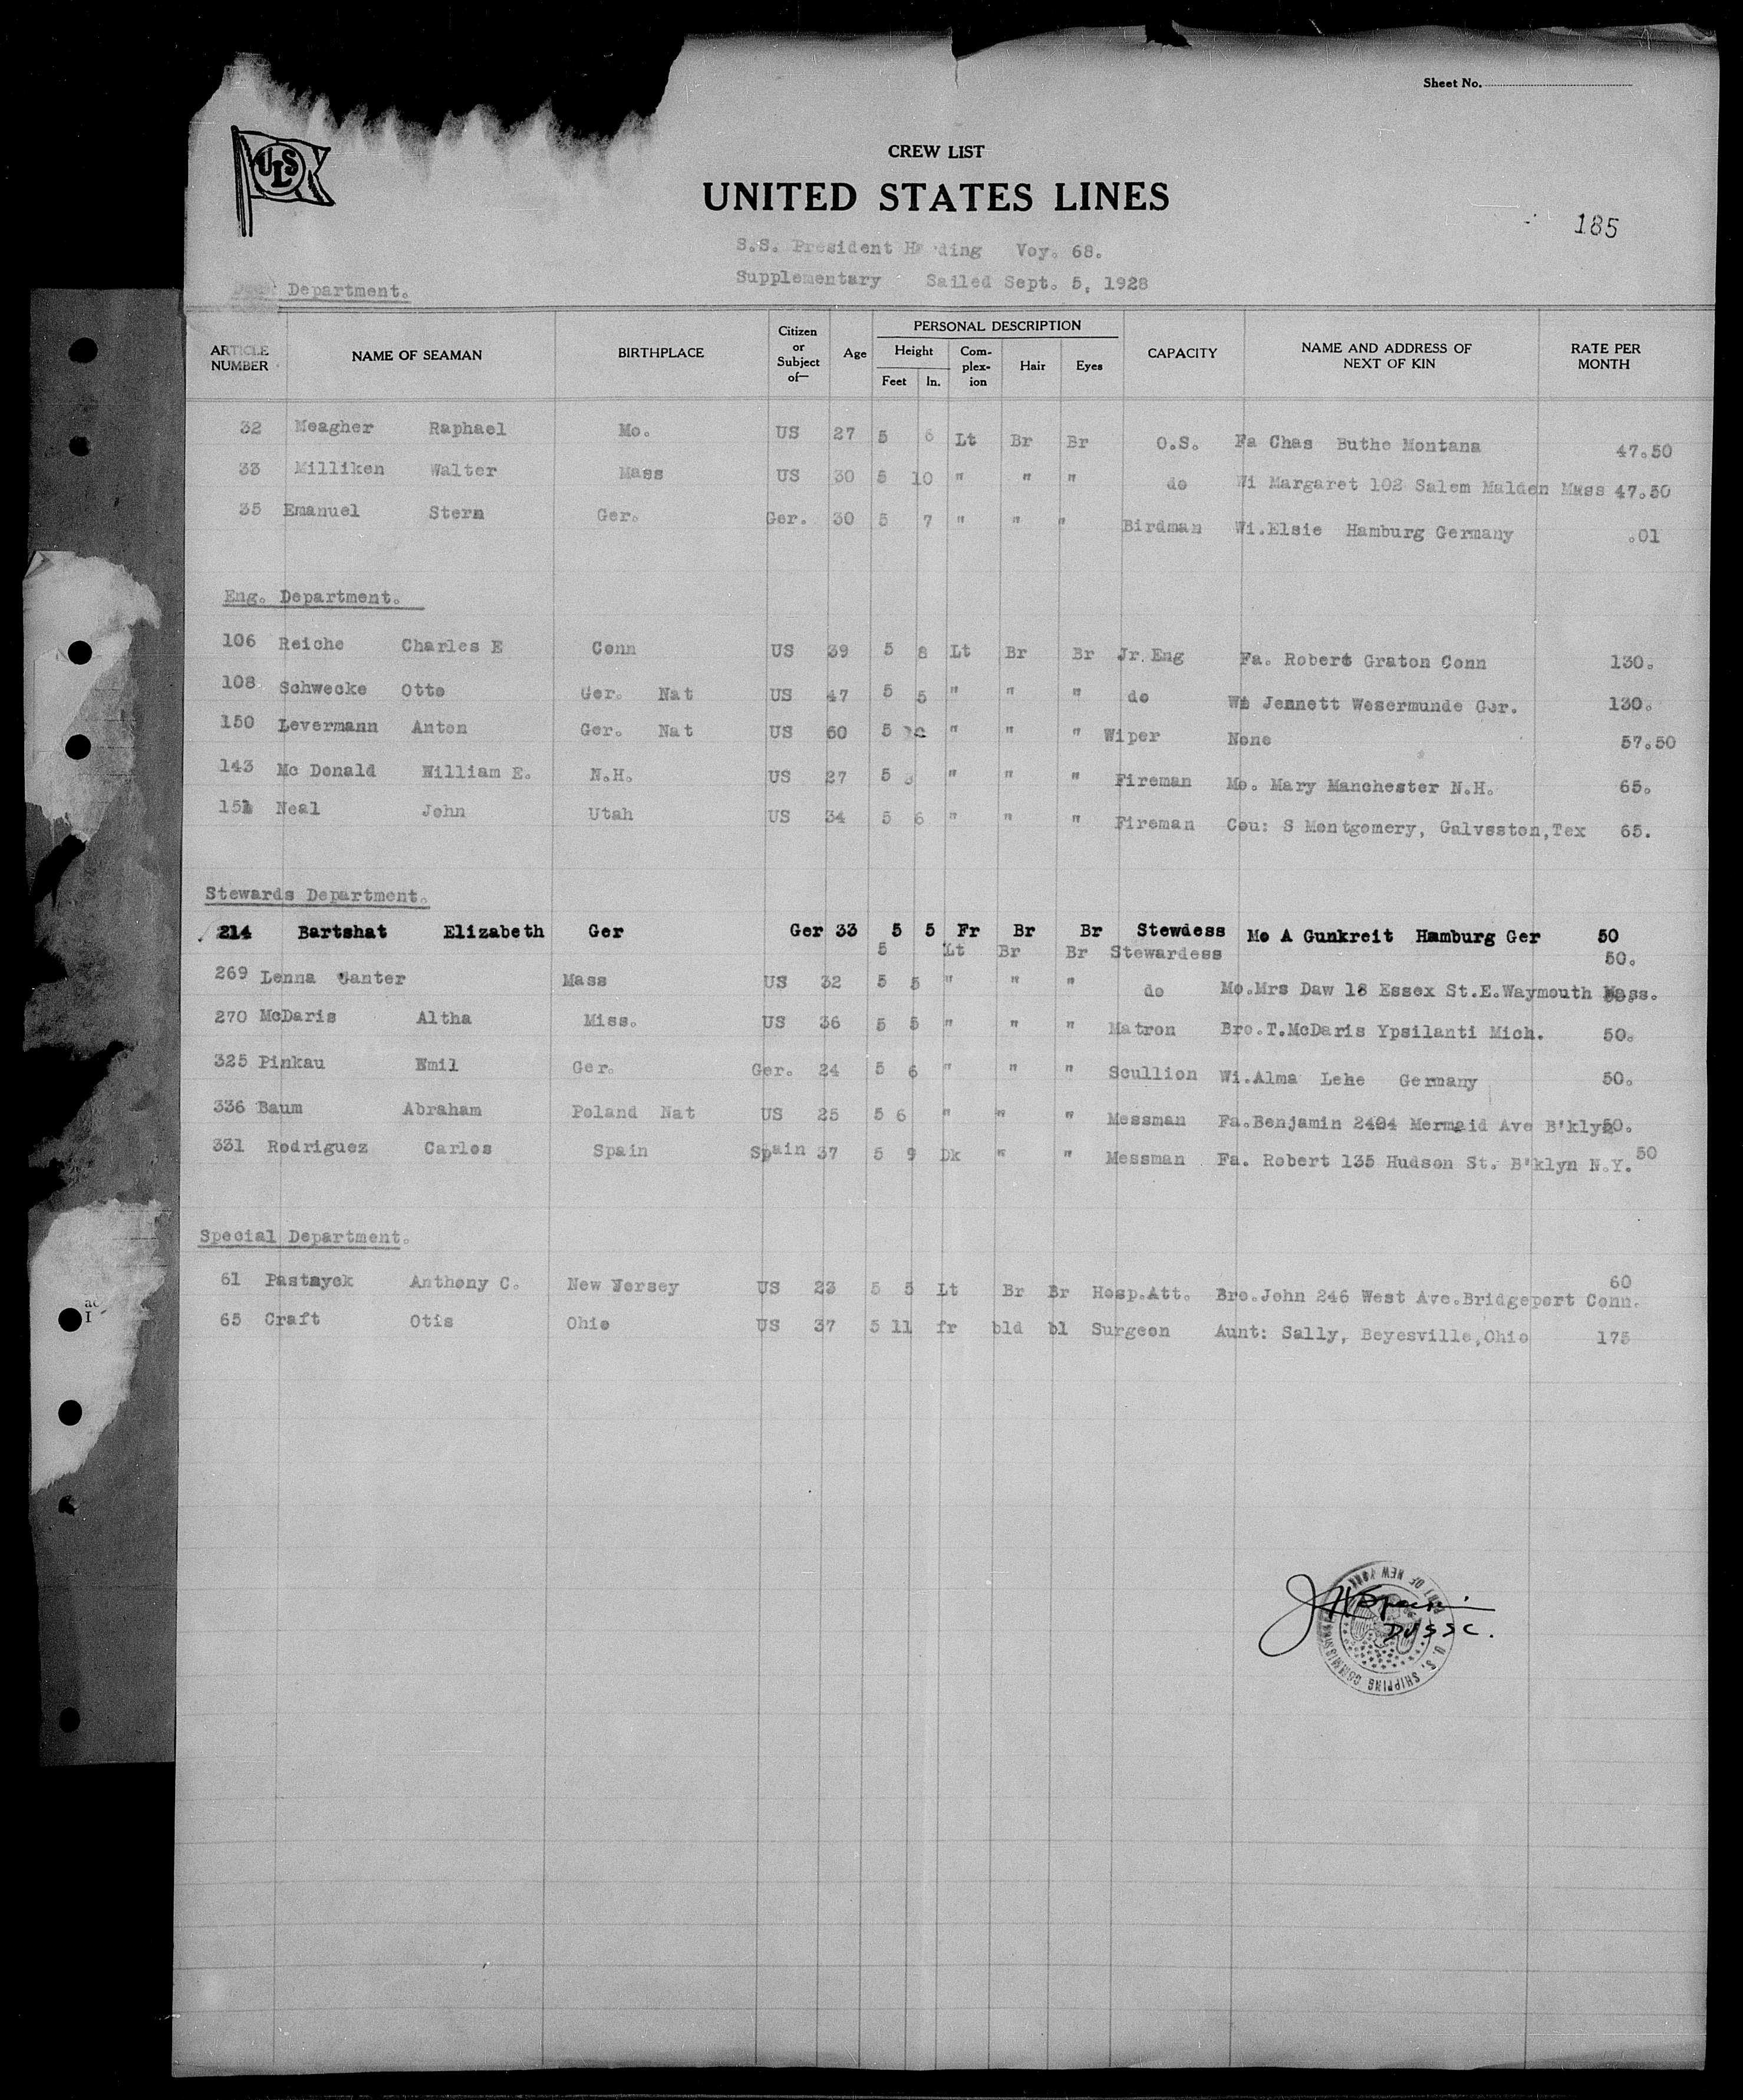 Sheet No.
ULS
CREW LIST
UNITED STATES LINES
185
S.S. President Harding Voy. 68.
Supplementary Sailed Sept. 5, 1928
Department.
ARTICLE NUMBER NAME OF SEAMAN BIRTHPLACE Citizen or Subject of— Age PERSONAL DESCRIPTION Height Feet In. Com-plex-ion Hair Eyes CAPACITY NAME AND ADDRESS OF NEXT OF KIN RATE PER MONTH
32 Meagher Raphael Mo. US 27 5 6 Lt Br Br O.S. Fa Chas Buthe Montana 47.50
33 Milliken Walter Mass US 30 5 10 " " " do Wi Margaret 102 Salem Malden Mass 47.50
35 Emanuel Stern Ger. Ger. 30 5 7 " " " Birdman Wi.Elsie Hamburg Germany .01
Eng. Department.
106 Reiche Charles E Conn US 39 5 8 Lt Br Br Jr.Eng Fa. Robert Graton Conn 130.
108 Schwecke Otto Ger. Nat US 47 5 5 " " " do Wi Jennett Wesermunde Ger. 130.
150 Levermann Anton Ger. Nat US 60 5 " " " Wiper None 57.50
143 Mc Donald William E. N.H. US 27 5 " " " Fireman Mo. Mary Manchester N.H. 65.
151 Neal John Utah US 34 5 6 " " " Fireman Cou: S Montgomery, Galveston,Tex 65.
Stewards Department.
214 Bartshat Elizabeth Ger Ger 33 5 5 Fr Br Br Stewdess Mo A Gunkreit Hamburg Ger 50
5 Lt Br Br Stewardess 50.
269 Lenna Ganter Mass US 32 5 5 " " " do Mo.Mrs Daw 18 Essex St.E.Waymouth Mass.
270 McDaris Altha Miss. US 36 5 5 " " " Matron Bro.T.McDaris Ypsilanti Mich. 50.
325 Pinkau Emil Ger. Ger. 24 5 6 " " " Scullion Wi.Alma Lehe Germany 50.
336 Baum Abraham Poland Nat US 25 5 6 " " " Messman Fa.Benjamin 2404 Mermaid Ave B'klyn 50.
331 Rodriguez Carlos Spain Spain 37 5 9 Dk " " Messman Fa. Robert 135 Hudson St. B'klyn N.Y. 50
Special Department.
61 Pastayck Anthony C. New Jersey US 23 5 5 Lt Br Br Hosp.Att. Bro.John 246 West Ave.Bridgeport Conn. 60
65 Craft Otis Ohio US 37 5 11 fr bld bl Surgeon Aunt: Sally, Beyesville,Ohio 175
DUSSC.
U.S. SHIPPING COMMISSIONER PORT OF NEW YORK